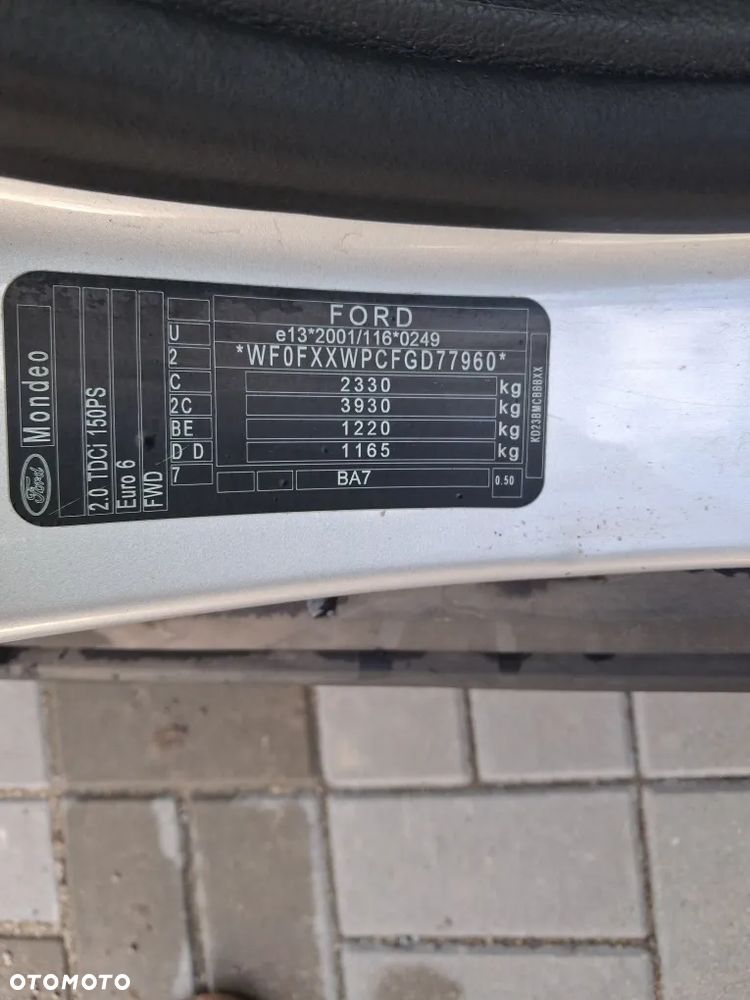 Ford Mondeo
2.0 TDCi 150PS
Euro 6
FWD
U
2
C
2C
BE
D D
7
FORD
e13*2001/116*0249
*WF0FXXWPCFGD77960*
2330 kg
3930 kg
1220 kg
1165 kg
BA7
0.50
KD23BMCBBBXX
OTOMOTO